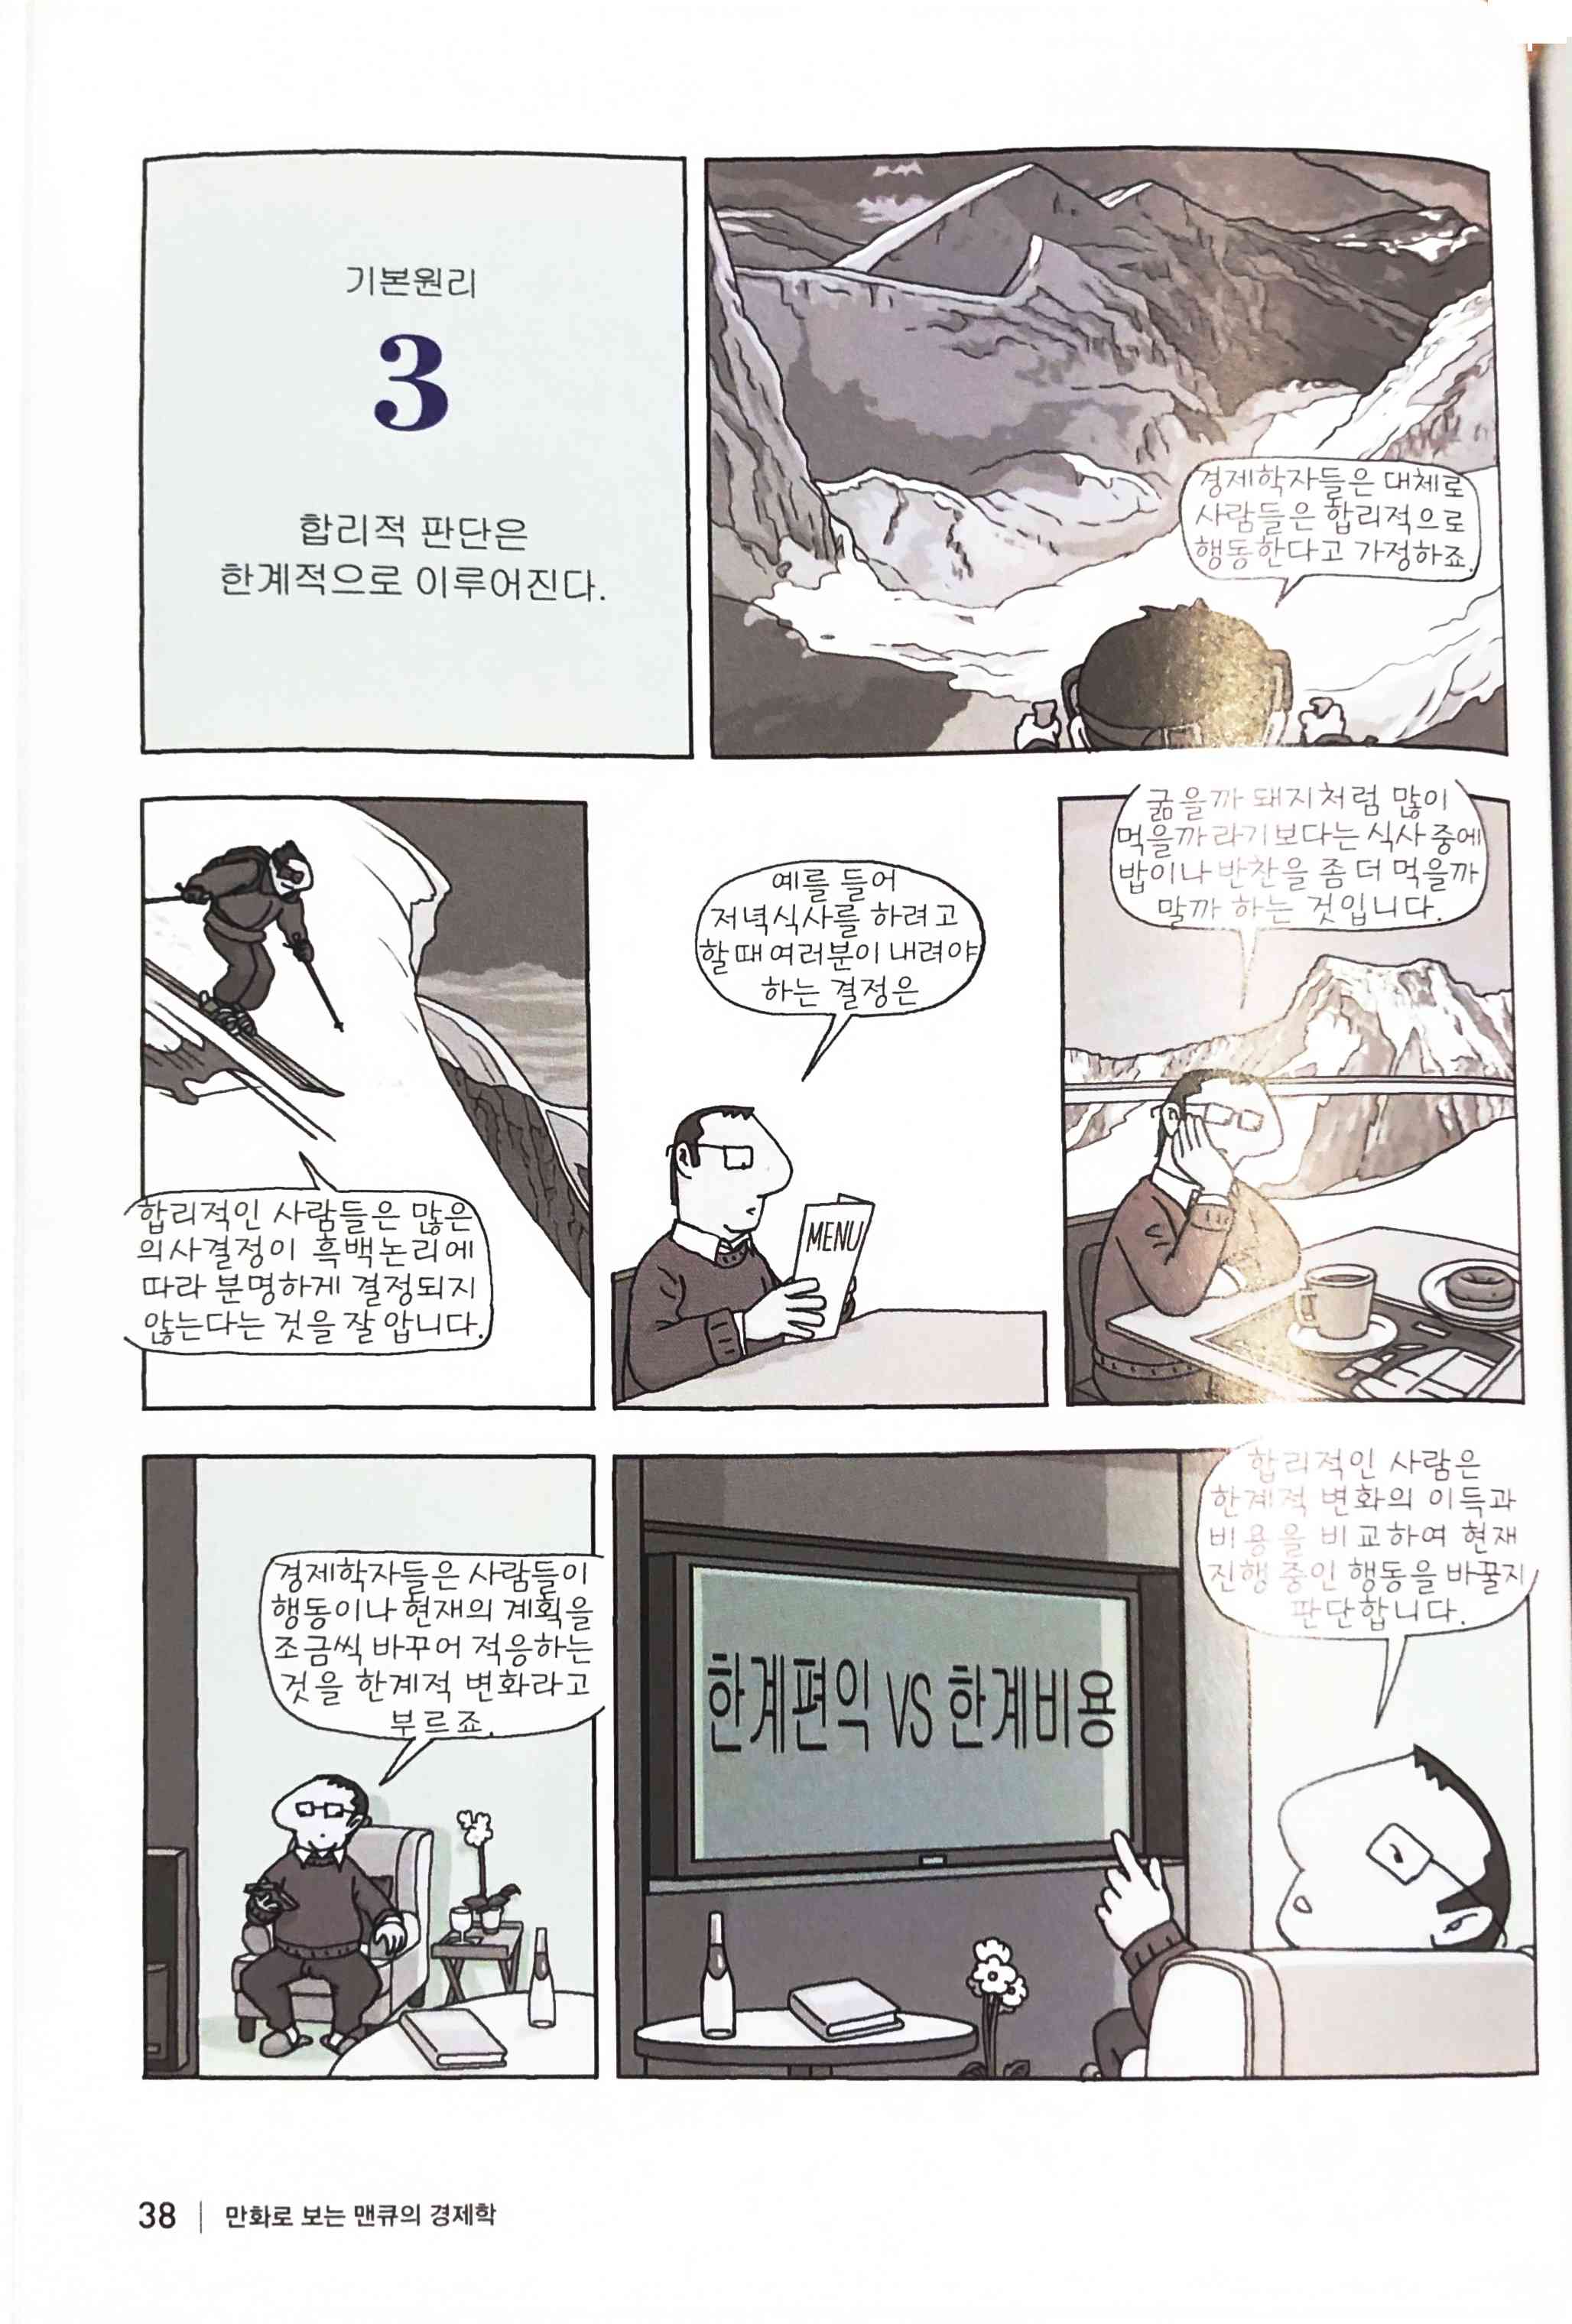 기본원리
3
합리적 판단은
한계적으로 이루어진다.
경제학자들은 대체로
사람들은 합리적으로
행동한다고 가정하죠.
합리적인 사람들은 많은
의사결정이 흑백논리에
따라 분명하게 결정되지
않는다는 것을 잘 압니다.
예를 들어
저녁식사를 하려고
할 때 여러분이 내려야
하는 결정은
MENU
굶을까 돼지처럼 많이
먹을까라기보다는 식사 중에
밥이나 반찬을 좀 더 먹을까
말까 하는 것입니다.
경제학자들은 사람들이
행동이나 현재의 계획을
조금씩 바꾸어 적응하는
것을 한계적 변화라고
부르죠.
합리적인 사람은
한계적 변화의 이득과
비용을 비교하여 현재
진행 중인 행동을 바꿀지
판단합니다.
한계편익 VS 한계비용
38 | 만화로 보는 맨큐의 경제학